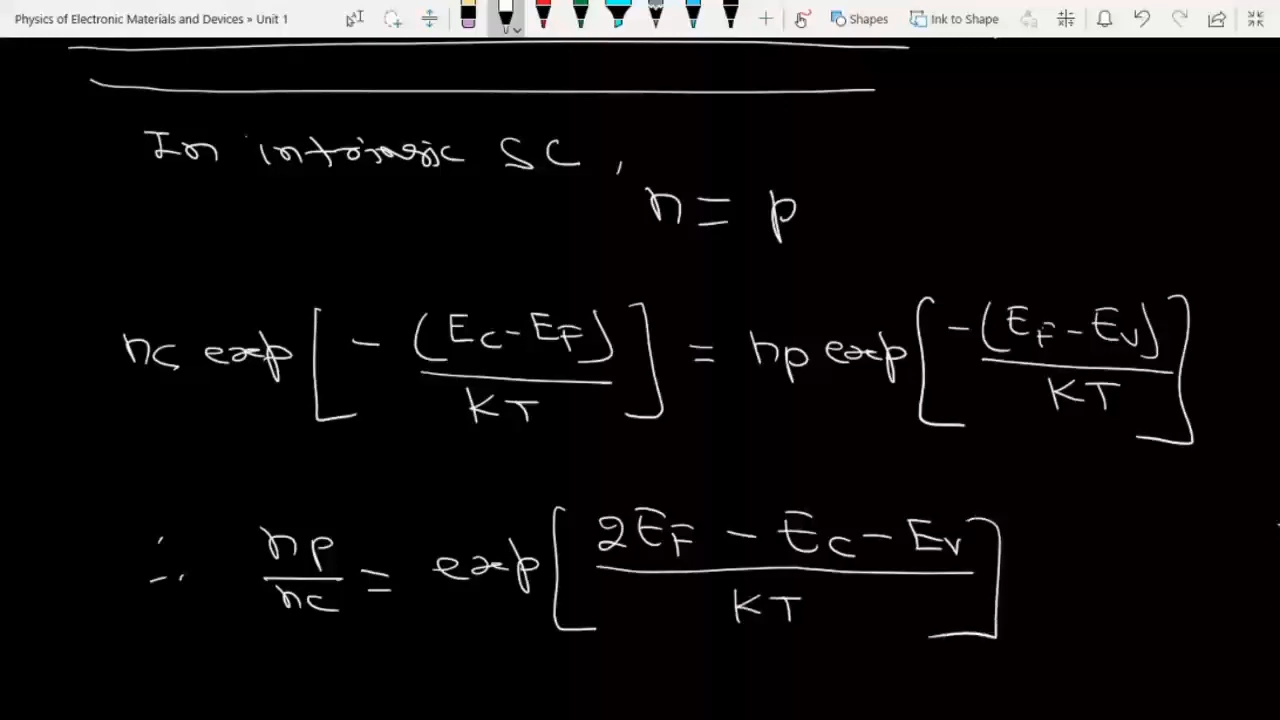 Physics of Electronic Materials and Devices » Unit 1
Shapes
Ink to Shape
In intrinsic SC,
n = p
nc exp[-(EC-EF)/KT] = np exp[-(EF-EV)/KT]
∴ np/nc = exp[2EF - EC - EV/KT]